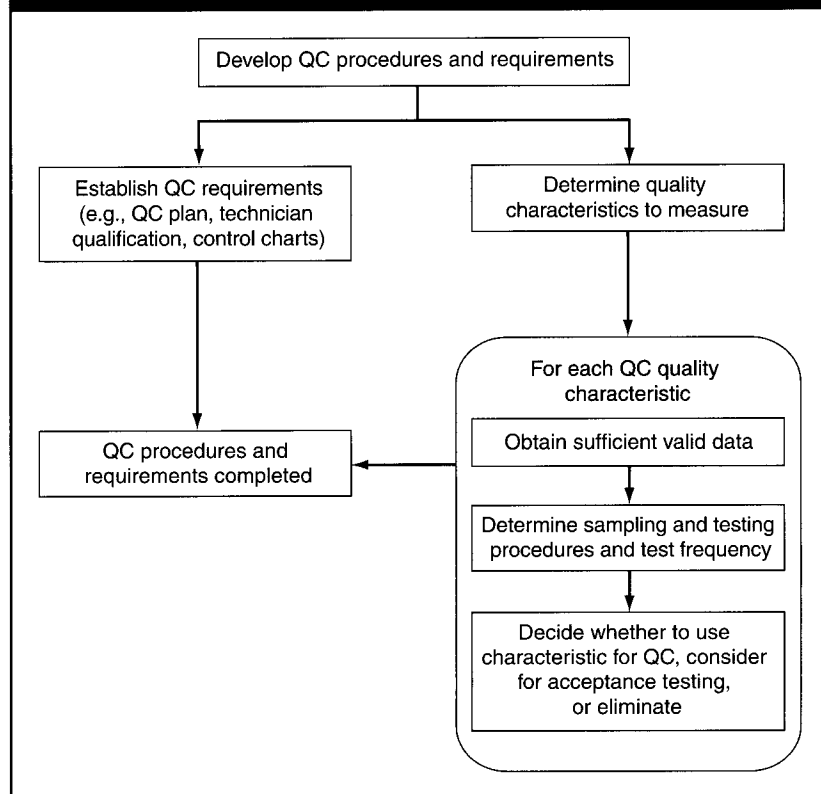 Develop QC procedures and requirements
Establish QC requirements
(e.g., QC plan, technician
qualification, control charts)
Determine quality
characteristics to measure
For each QC quality
characteristic
Obtain sufficient valid data
QC procedures and
requirements completed
Determine sampling and testing
procedures and test frequency
Decide whether to use
characteristic for QC, consider
for acceptance testing,
or eliminate